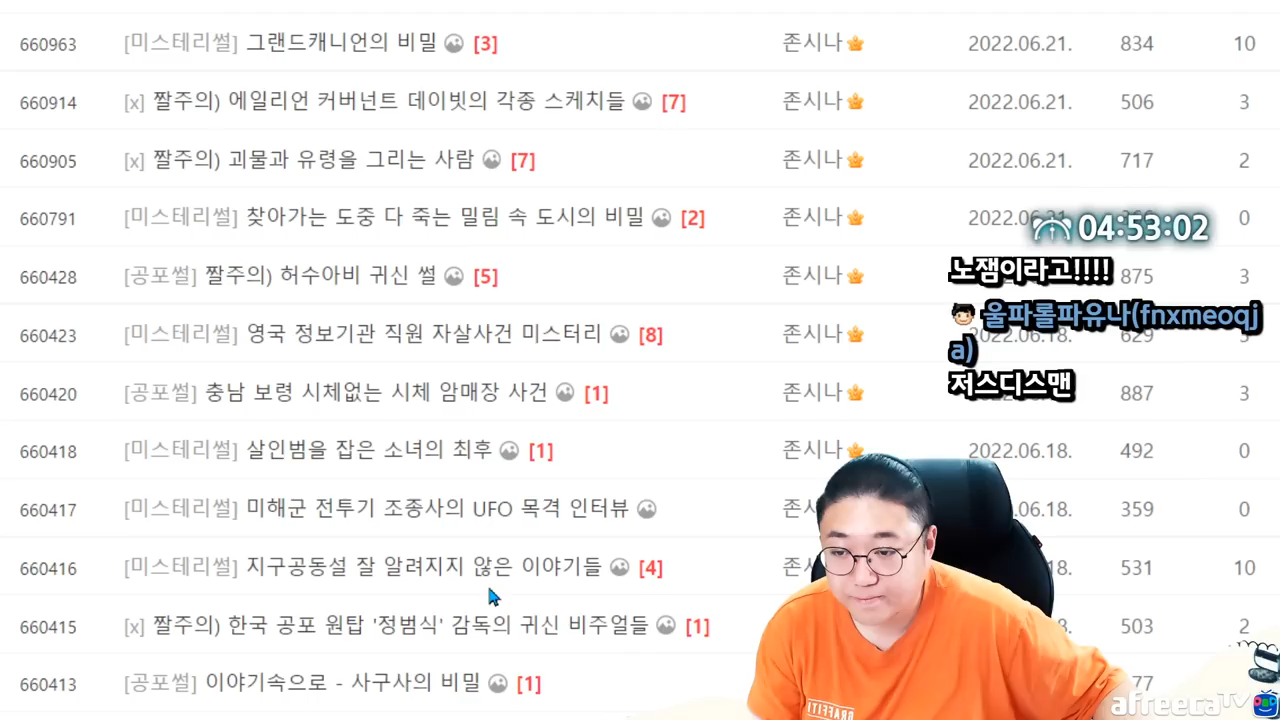 660963 [미스테리썰] 그랜드캐니언의 비밀 [3] 존시나 2022.06.21. 834 10
660914 [x] 짤주의) 에일리언 커버넌트 데이빗의 각종 스케치들 [7] 존시나 2022.06.21. 506 3
660905 [x] 짤주의) 괴물과 유령을 그리는 사람 [7] 존시나 2022.06.21. 717 2
660791 [미스테리썰] 찾아가는 도중 다 죽는 밀림 속 도시의 비밀 [2] 존시나 0
04:53:02
노잼이라고!!!!
660428 [공포썰] 짤주의) 허수아비 귀신 썰 [5] 존시나 875 3
울파롤파유나(fnxmeoqj
a)
660423 [미스테리썰] 영국 정보기관 직원 자살사건 미스터리 [8] 존시나 629
저스디스맨
660420 [공포썰] 충남 보령 시체없는 시체 암매장 사건 [1] 존시나 887 3
660418 [미스테리썰] 살인범을 잡은 소녀의 최후 [1] 존시나 2022.06.18. 492 0
660417 [미스테리썰] 미해군 전투기 조종사의 UFO 목격 인터뷰 .06.18. 359 0
660416 [미스테리썰] 지구공동설 잘 알려지지 않은 이야기들 [4] 18. 531 10
660415 [x] 짤주의) 한국 공포 원탑 '정범식' 감독의 귀신 비주얼들 [1] 503 2
660413 [공포썰] 이야기속으로 - 사구사의 비밀 [1] 77
GRAFFITI
afreecaTV